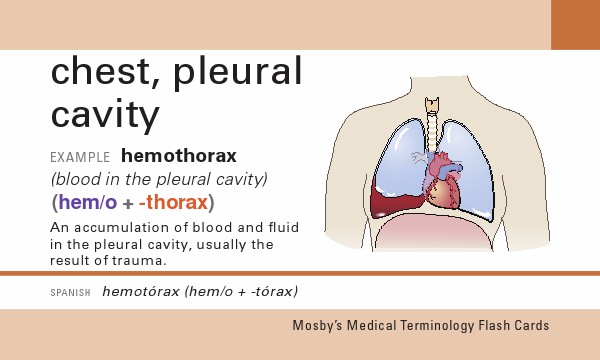 chest, pleural
cavity
EXAMPLE hemothorax
(blood in the pleural cavity)
(hem/o + -thorax)
An accumulation of blood and fluid
in the pleural cavity, usually the
result of trauma.
SPANISH hemotórax (hem/o + -tórax)
Mosby's Medical Terminology Flash Cards